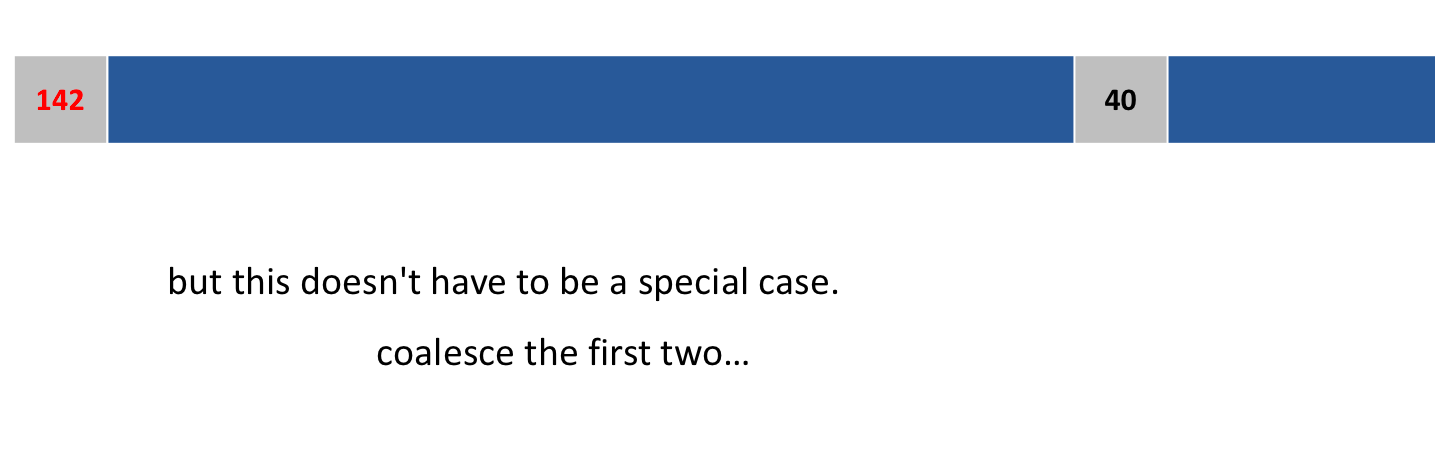 142 40
but this doesn't have to be a special case.
coalesce the first two...